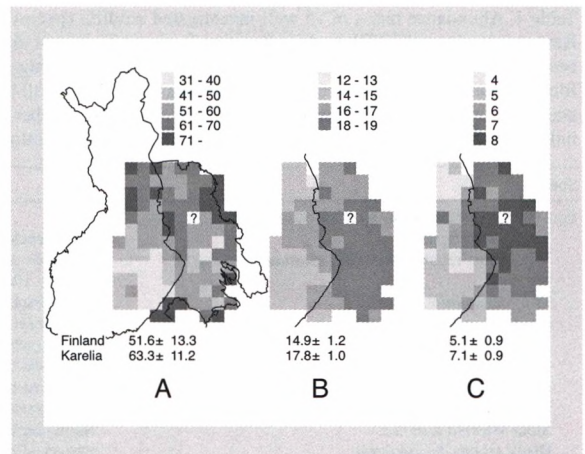 31 - 40
41 - 50
51 - 60
61 - 70
71 -
12 - 13
14 - 15
16 - 17
18 - 19
4
5
6
7
8
?
?
?
Finland 51.6± 13.3 14.9± 1.2 5.1± 0.9
Karelia 63.3± 11.2 17.8± 1.0 7.1± 0.9
A B C